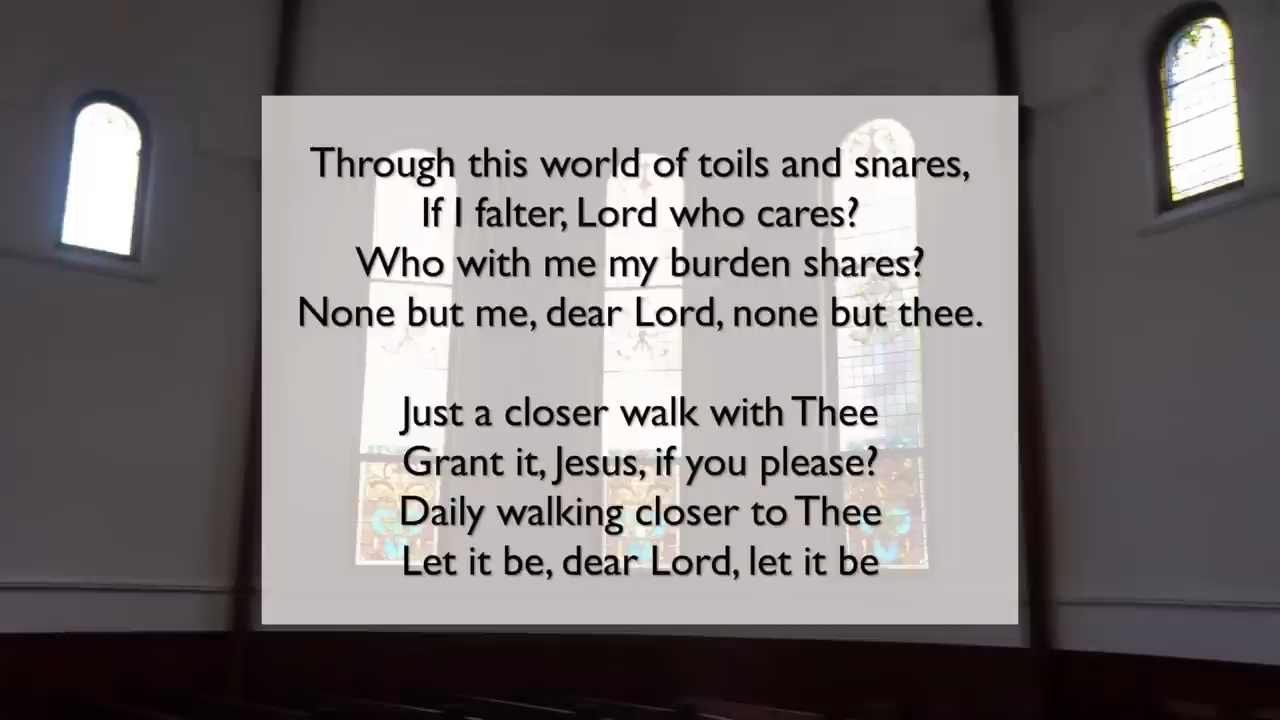 Through this world of toils and snares,
If I falter, Lord who cares?
Who with me my burden shares?
None but me, dear Lord, none but thee.
Just a closer walk with Thee
Grant it, Jesus, if you please?
Daily walking closer to Thee
Let it be, dear Lord, let it be